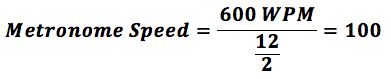 Metronome Speed = 600 WPM / (12 / 2) = 100